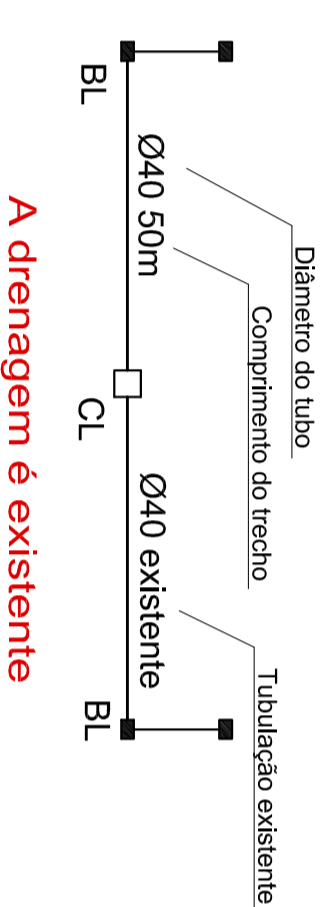 Diâmetro do tubo
Comprimento do trecho
Tubulação existente
Ø40 50m
Ø40 existente
BL
CL
BL
A drenagem é existente